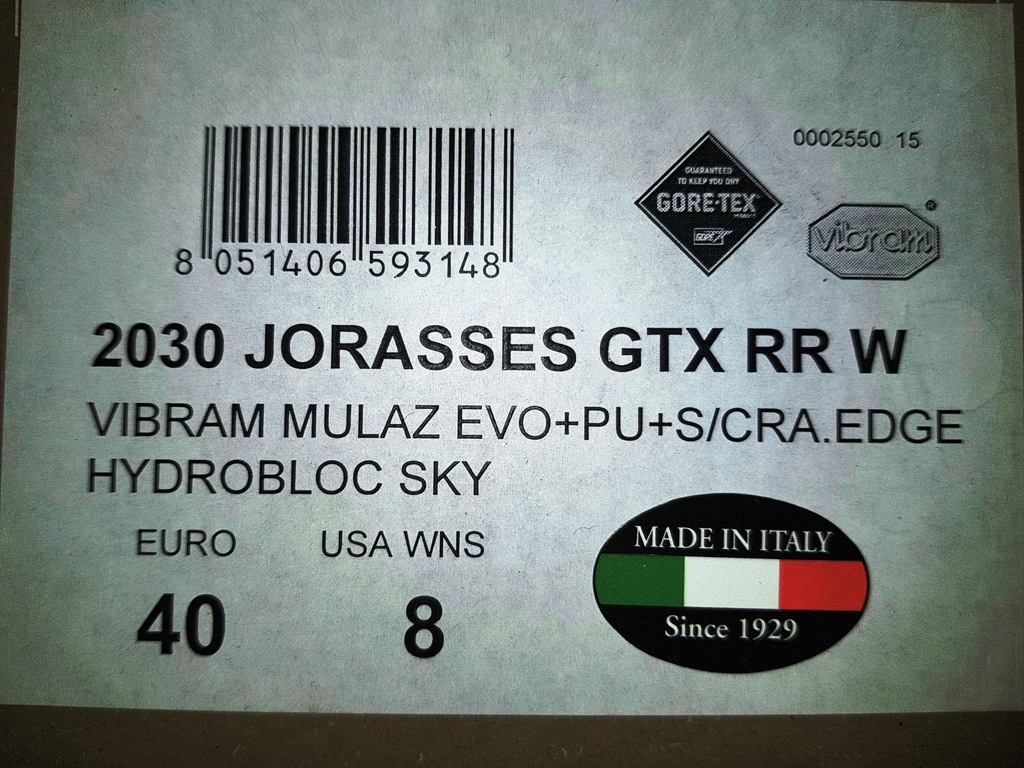 0002550 15
GUARANTEED
TO KEEP YOU DRY
GORE-TEX
GORE
vibram®
8 051406 593148
2030 JORASSES GTX RR W
VIBRAM MULAZ EVO+PU+S/CRA.EDGE
HYDROBLOC SKY
EURO USA WNS
40 8
MADE IN ITALY
Since 1929